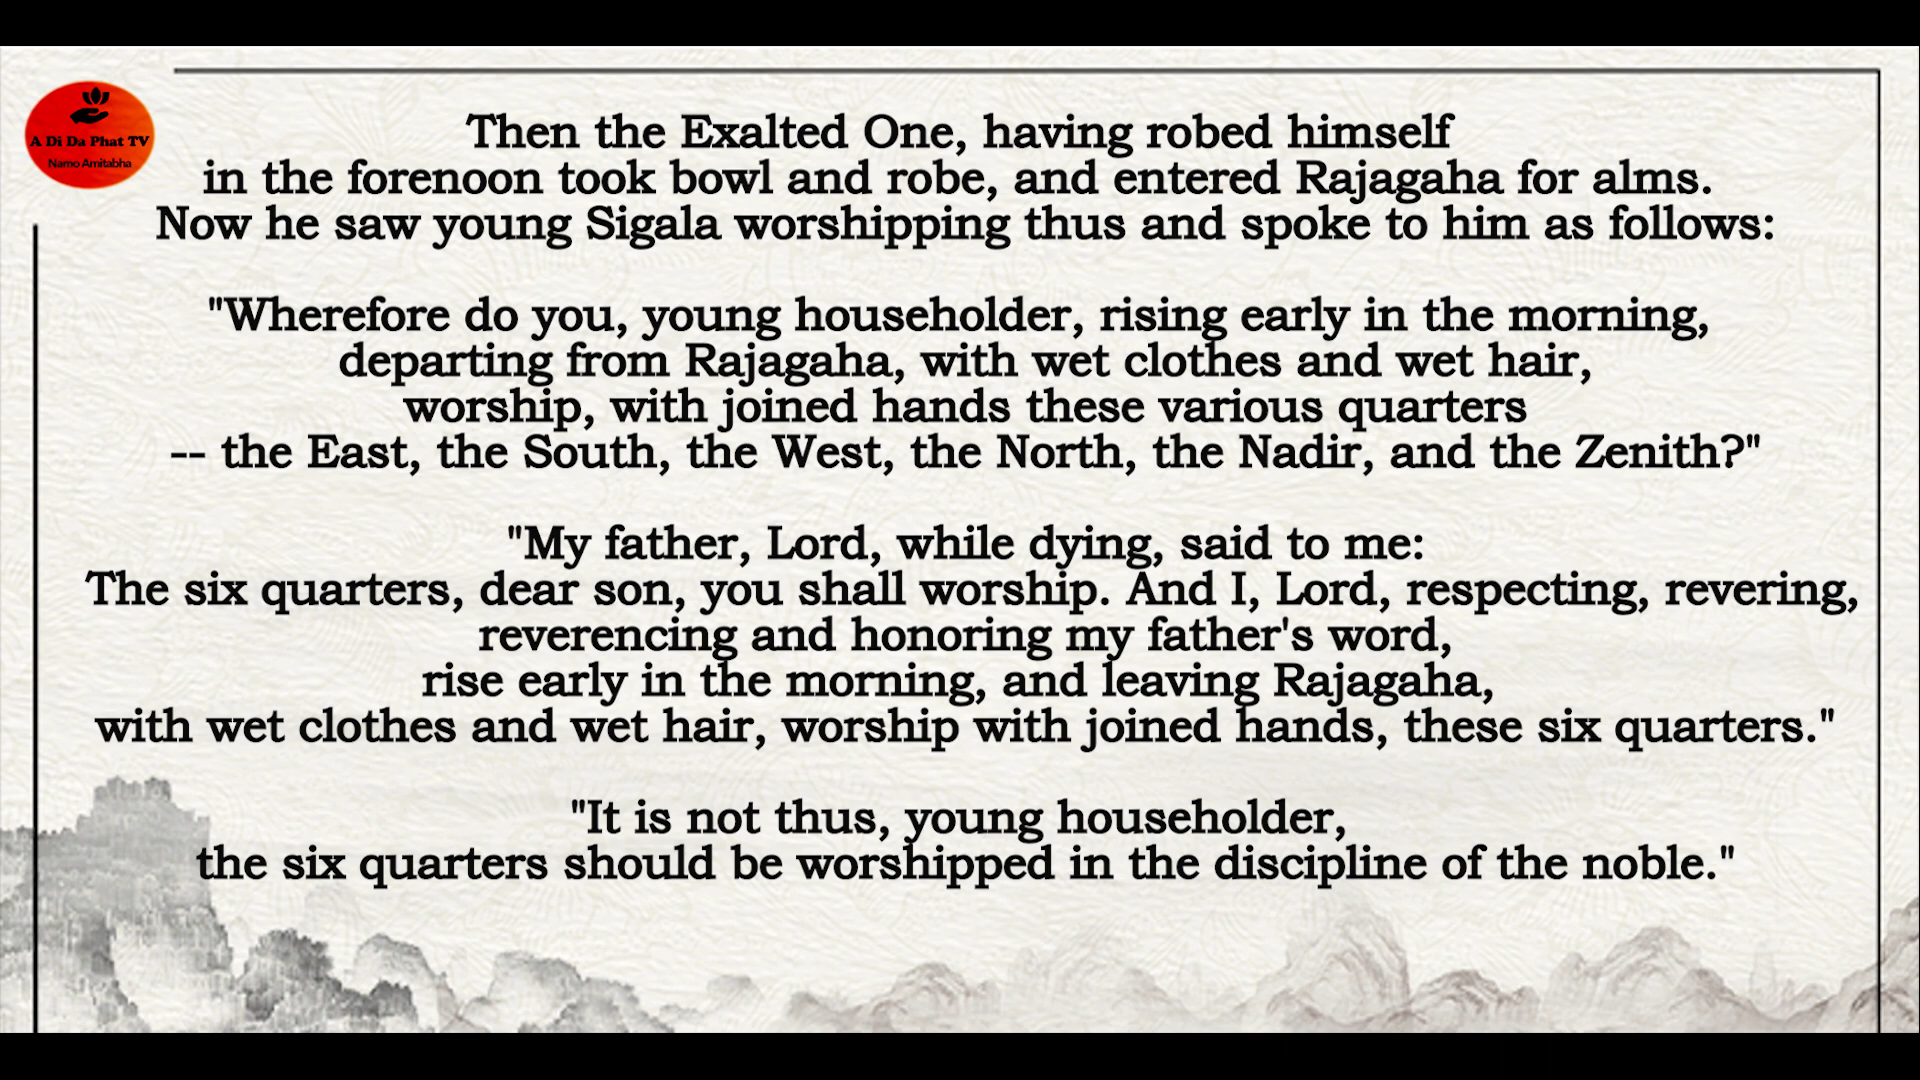 A Di Da Phat TV
Namo Amitabha
Then the Exalted One, having robed himself
in the forenoon took bowl and robe, and entered Rajagaha for alms.
Now he saw young Sigala worshipping thus and spoke to him as follows:
"Wherefore do you, young householder, rising early in the morning,
departing from Rajagaha, with wet clothes and wet hair,
worship, with joined hands these various quarters
-- the East, the South, the West, the North, the Nadir, and the Zenith?"
"My father, Lord, while dying, said to me:
The six quarters, dear son, you shall worship. And I, Lord, respecting, revering,
reverencing and honoring my father's word,
rise early in the morning, and leaving Rajagaha,
with wet clothes and wet hair, worship with joined hands, these six quarters."
"It is not thus, young householder,
the six quarters should be worshipped in the discipline of the noble."